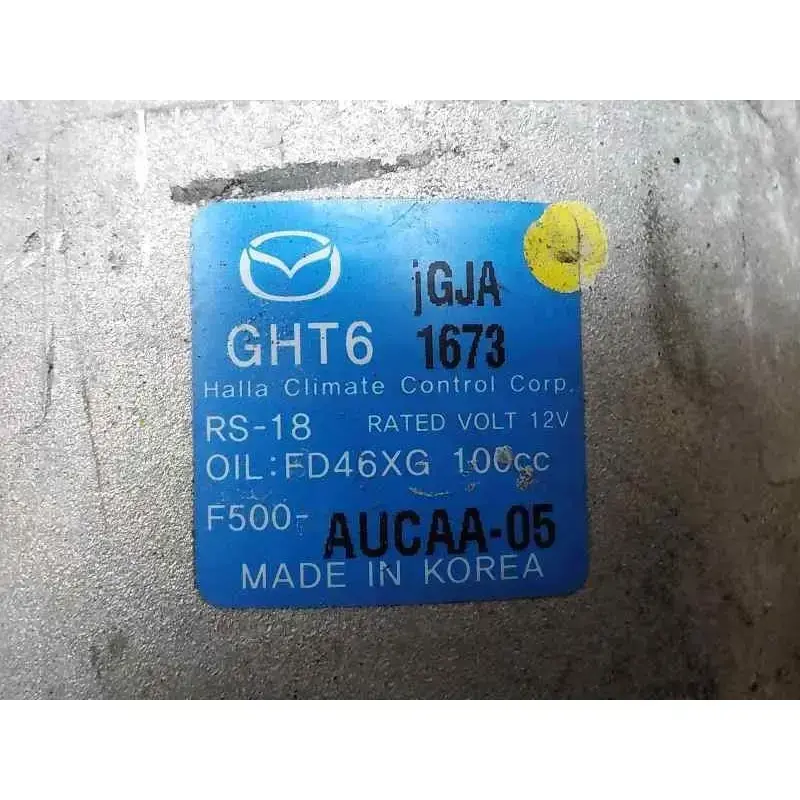 jGJA
GHT6 1673
Halla Climate Control Corp.
RS-18 RATED VOLT 12V
OIL:FD46XG 100cc
F500-AUCAA-05
MADE IN KOREA